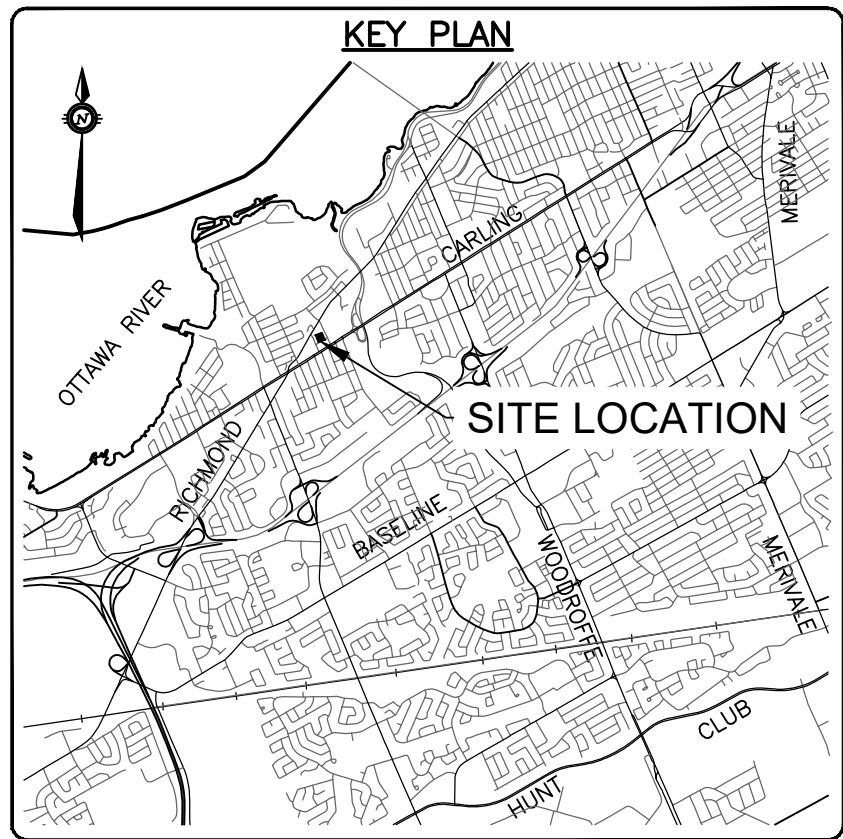 KEY PLAN
N
MERIVALE
CARLING
OTTAWA RIVER
SITE LOCATION
RICHMOND
BASELINE
WOODROFFE
MERIVALE
CLUB
HUNT